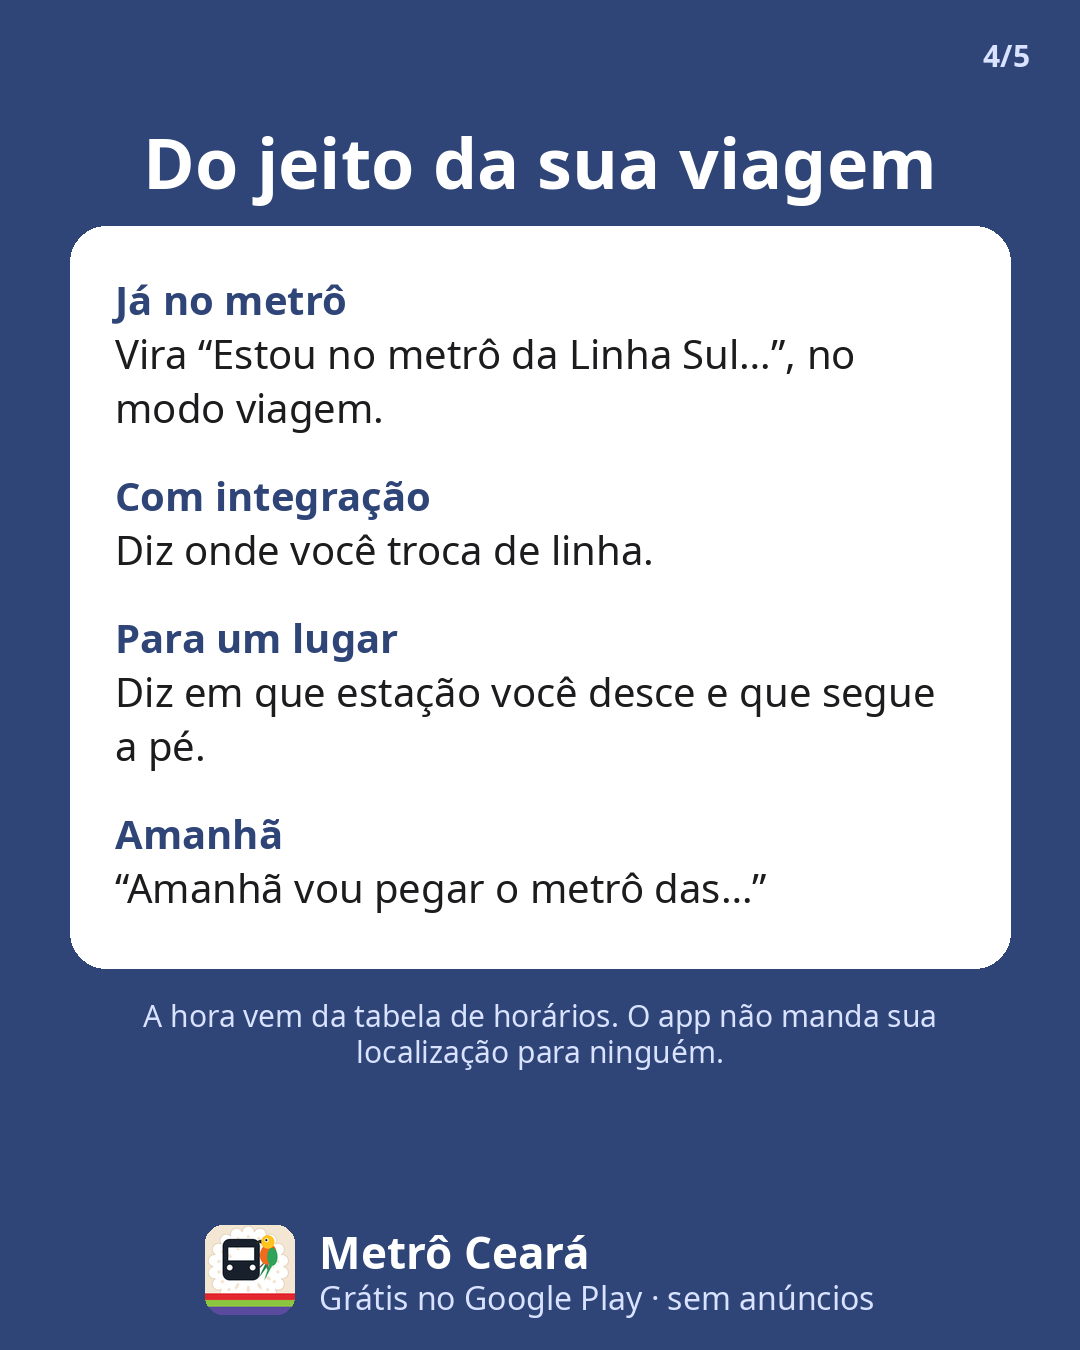 4/5
Do jeito da sua viagem
Já no metrô
Vira “Estou no metrô da Linha Sul…”, no
modo viagem.
Com integração
Diz onde você troca de linha.
Para um lugar
Diz em que estação você desce e que segue
a pé.
Amanhã
“Amanhã vou pegar o metrô das…”
A hora vem da tabela de horários. O app não manda sua
localização para ninguém.
Metrô Ceará
Grátis no Google Play · sem anúncios